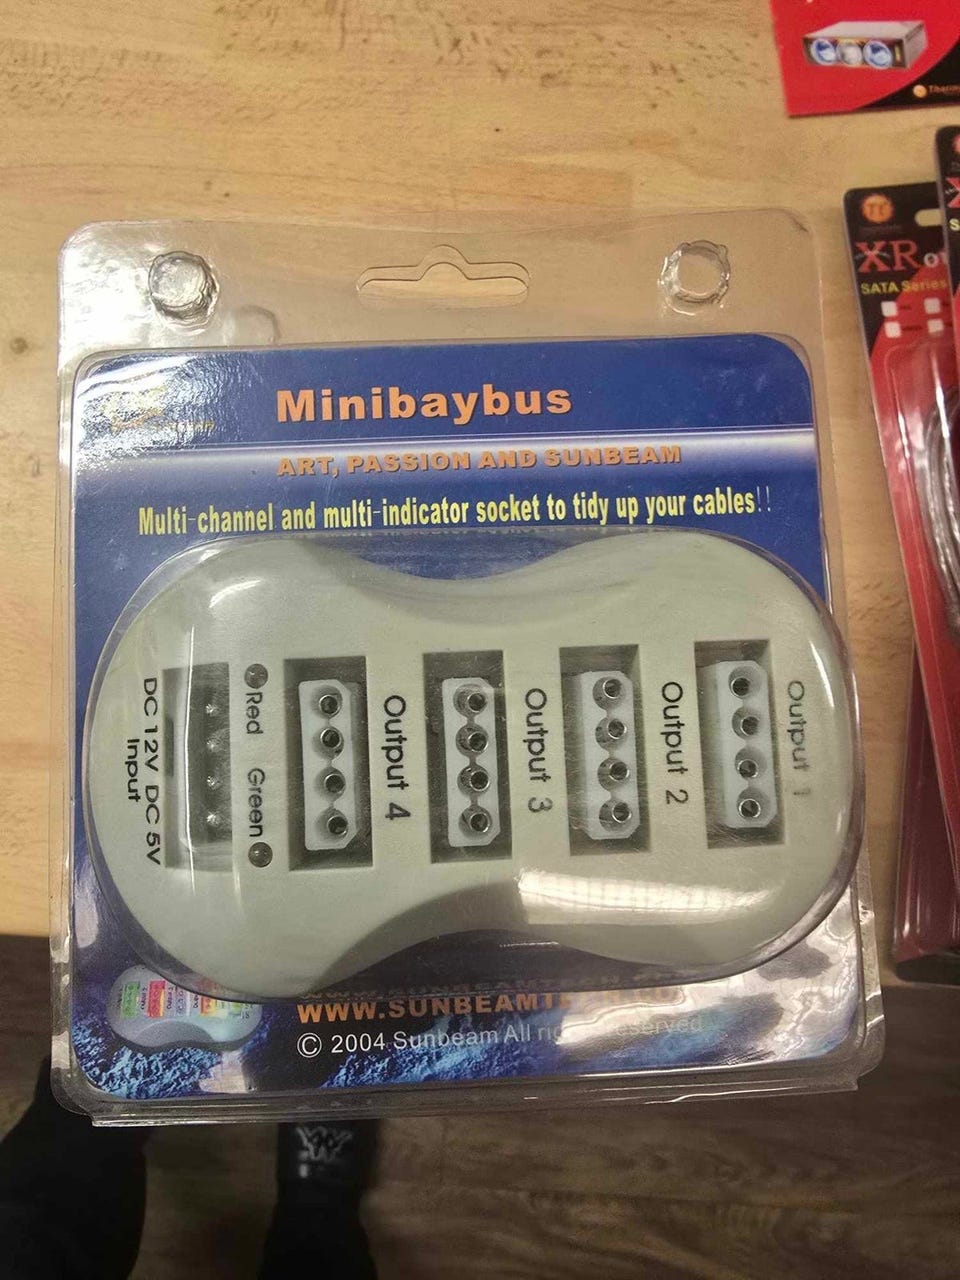 Minibaybus
ART, PASSION AND SUNBEAM
Multi-channel and multi-indicator socket to tidy up your cables!!
DC 12V DC 5V
Input
Red Green
Output 4
Output 3
Output 2
Output 1
© 2004 Sunbeam All
XR
SATA Series